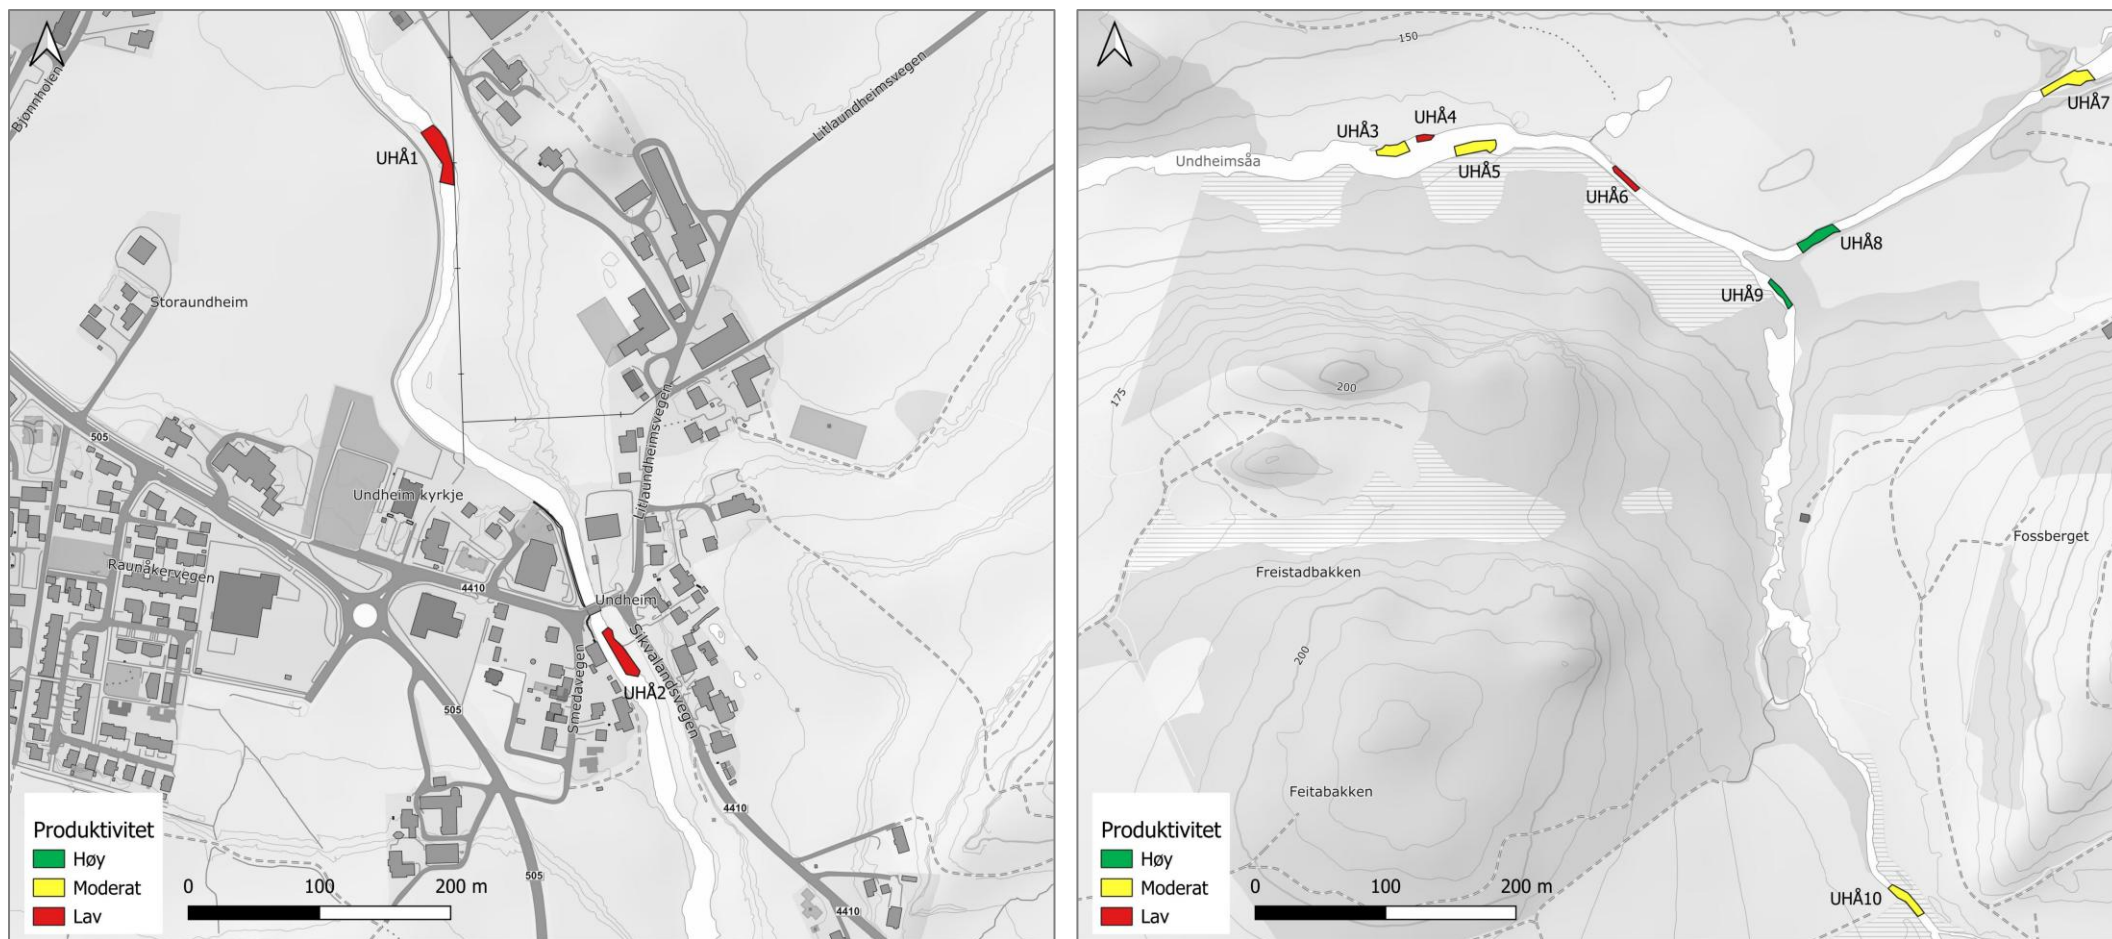 Bjønnhölen
Litlaundheimsvegen
UHÅ1
Storaundheim
505
Litlaundheimsvegen
Undheim kyrkje
Raunåkervegen
4410
Undheim
Sikvalandsvegen
Smedavegen
UHÅ2
505
4410
505
4410
Produktivitet
Høy
Moderat
Lav
0 100 200 m
150
UHÅ7
UHÅ4
UHÅ3
Undheimsåa
UHÅ5
UHÅ6
UHÅ8
UHÅ9
200
175
Fossberget
Freistadbakken
200
Feitabakken
UHÅ10
Produktivitet
Høy
Moderat
Lav
0 100 200 m